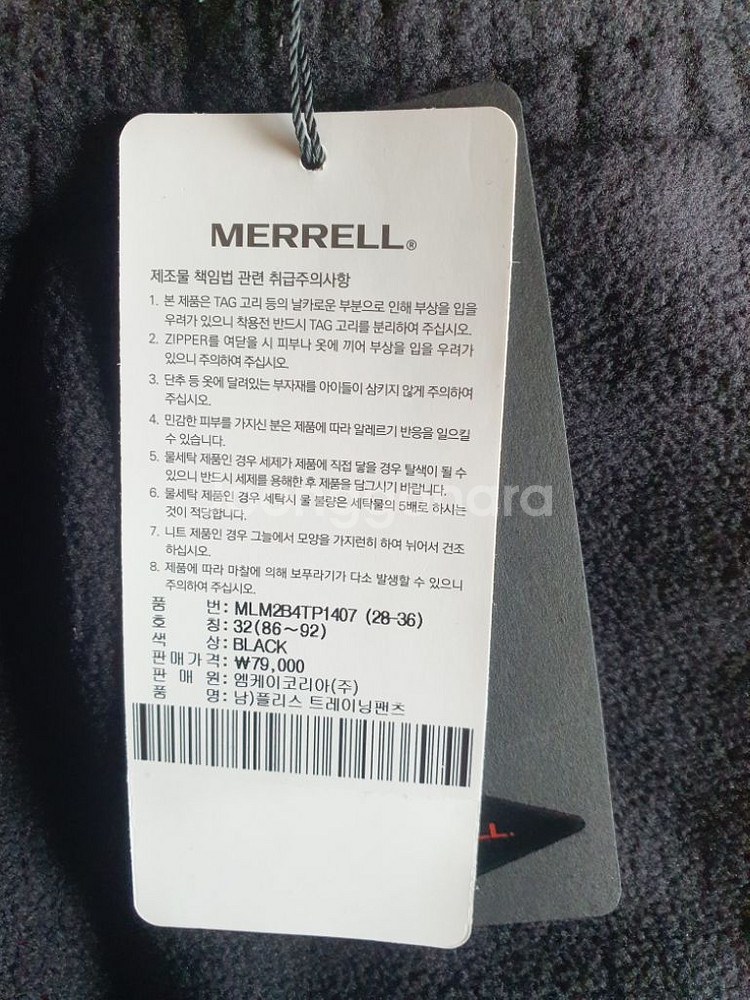 MERRELL®
제조물 책임법 관련 취급주의사항
1. 본 제품은 TAG 고리 등의 날카로운 부분으로 인해 부상을 입을
우려가 있으니 착용전 반드시 TAG 고리를 분리하여 주십시오.
2. ZIPPER를 여닫을 시 피부나 옷에 끼어 부상을 입을 우려가
있으니 주의하여 주십시오.
3. 단추 등 옷에 달려있는 부자재를 아이들이 삼키지 않게 주의하여
주십시오.
4. 민감한 피부를 가지신 분은 제품에 따라 알레르기 반응을 일으킬
수 있습니다.
5. 물세탁 제품인 경우 세제가 제품에 직접 닿을 경우 탈색이 될 수
있으니 반드시 세제를 용해한 후 제품을 담그시기 바랍니다.
6. 물세탁 제품인 경우 세탁시 물 불량은 세탁물의 5배로 하시는
것이 적당합니다.
7. 니트 제품인 경우 그늘에서 모양을 가지런히 하여 뉘어서 건조
하십시오.
8. 제품에 따라 마찰에 의해 보푸라기가 다소 발생할 수 있으니
주의하여 주십시오.
품 번: MLM2B4TP1407 (28-36)
호 칭: 32(86~92)
색 상: BLACK
판매가격: ₩79,000
판 매 원: 엠케이코리아(주)
품 명: 남)플리스 트레이닝팬츠
LL.